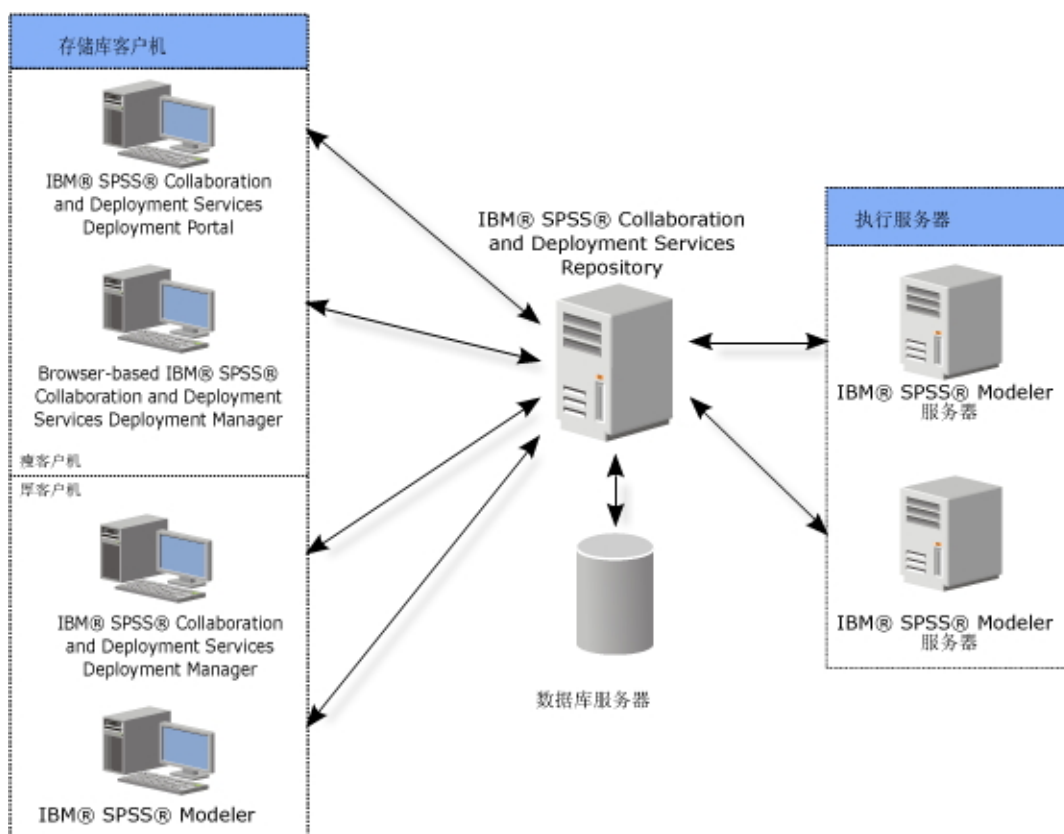 存储库客户机
IBM® SPSS® Collaboration
and Deployment Services
Deployment Portal
Browser-based IBM® SPSS®
Collaboration and Deployment
Services Deployment Manager
瘦客户机
厚客户机
IBM® SPSS® Collaboration
and Deployment Services
Deployment Manager
IBM® SPSS® Modeler
IBM® SPSS® Collaboration
and Deployment Services
Repository
数据库服务器
执行服务器
IBM® SPSS® Modeler
服务器
IBM® SPSS® Modeler
服务器